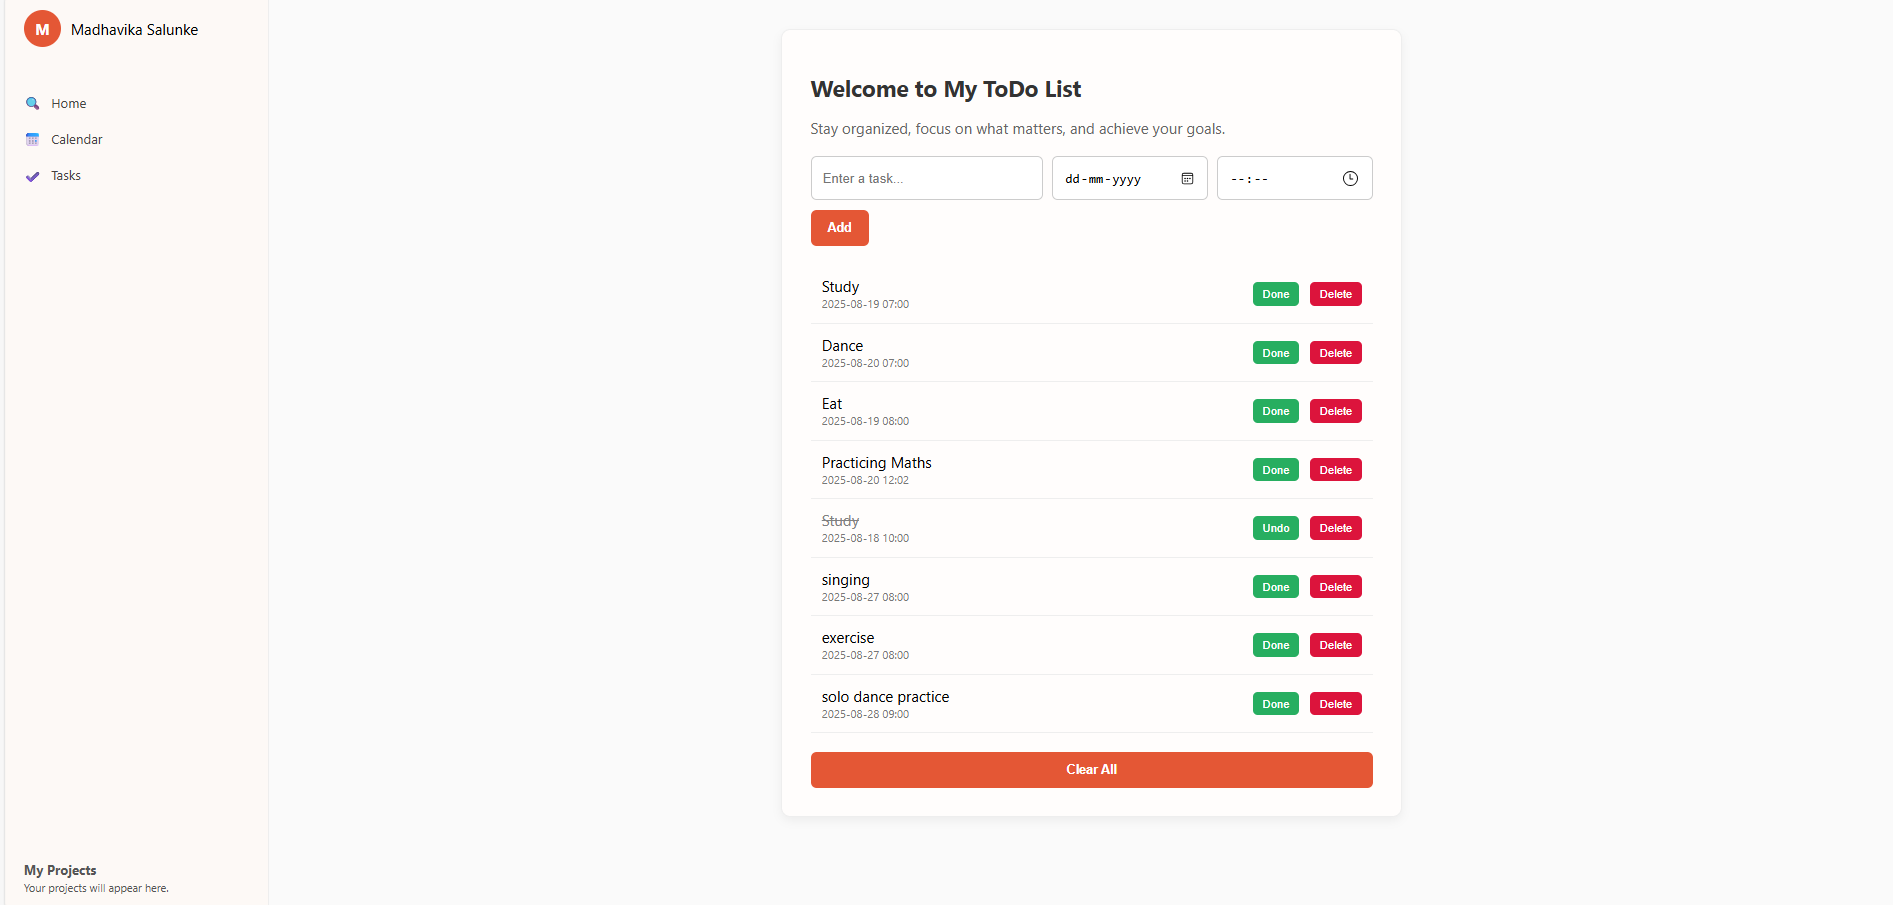 M
Madhavika Salunke
Home
Calendar
Tasks
My Projects
Your projects will appear here.
Welcome to My ToDo List
Stay organized, focus on what matters, and achieve your goals.
Enter a task... dd-mm-yyyy --:--
Add
Study
2025-08-19 07:00
Done Delete
Dance
2025-08-20 07:00
Done Delete
Eat
2025-08-19 08:00
Done Delete
Practicing Maths
2025-08-20 12:02
Done Delete
Study
2025-08-18 10:00
Undo Delete
singing
2025-08-27 08:00
Done Delete
exercise
2025-08-27 08:00
Done Delete
solo dance practice
2025-08-28 09:00
Done Delete
Clear All